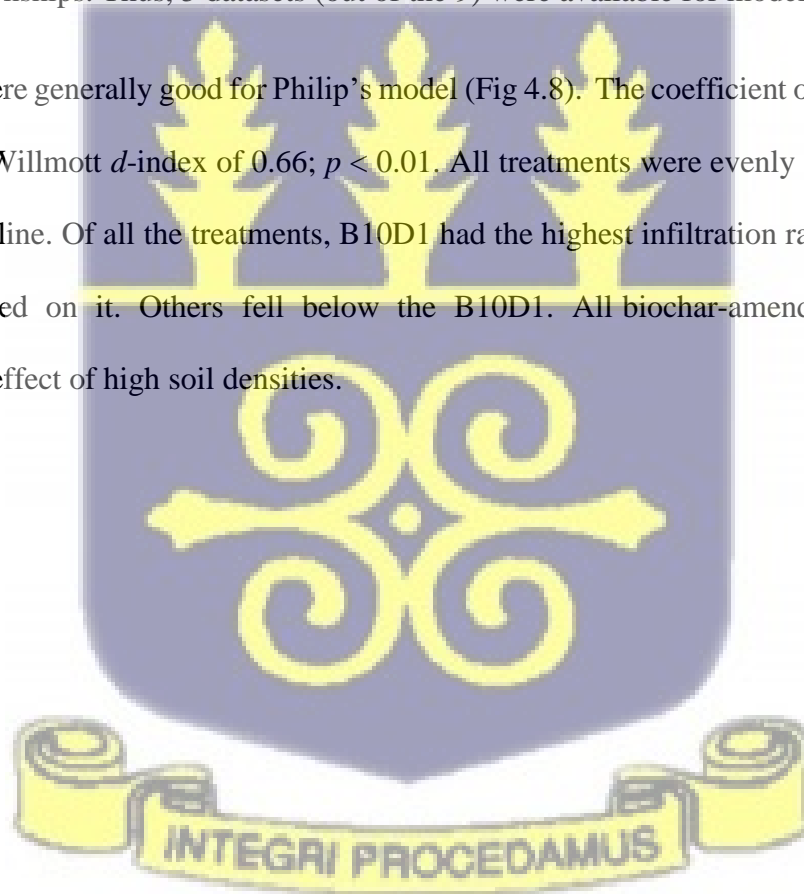 nships. Thus, 3 datasets (out of the 9) were available for model
ere generally good for Philip's model (Fig 4.8). The coefficient o
Willmott d-index of 0.66; p < 0.01. All treatments were evenly
line. Of all the treatments, B10D1 had the highest infiltration ra
ed on it. Others fell below the B10D1. All biochar-amend
effect of high soil densities.
INTEGRI PROCEDAMUS